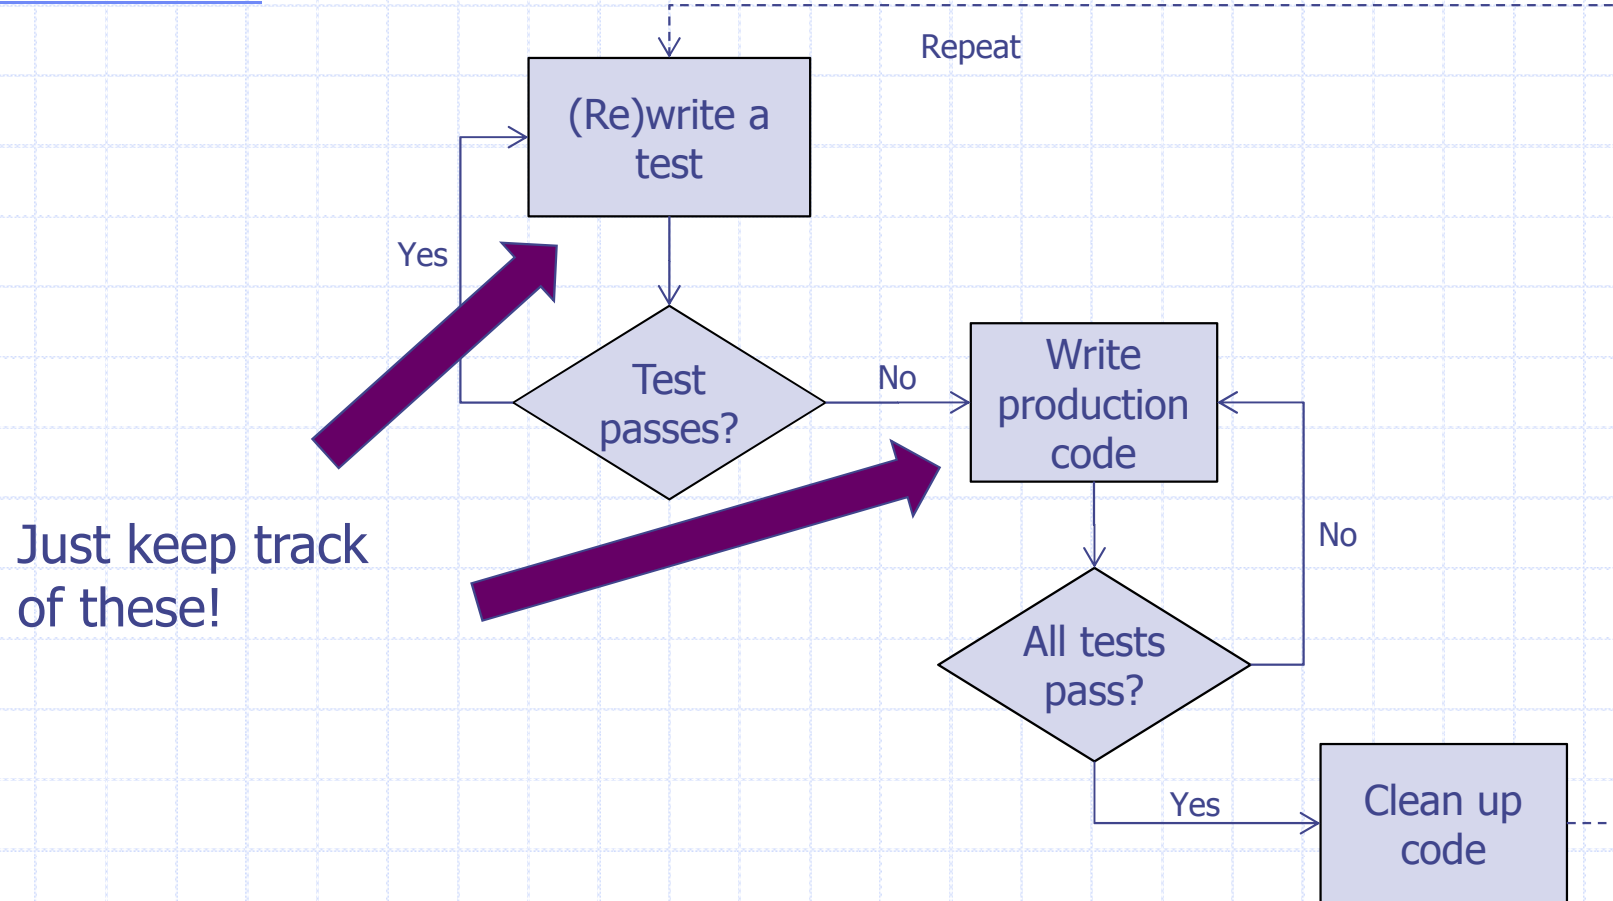 Repeat
(Re)write a
test
Yes
Test
passes?
No
Write
production
code
Just keep track
of these!
No
All tests
pass?
Yes
Clean up
code